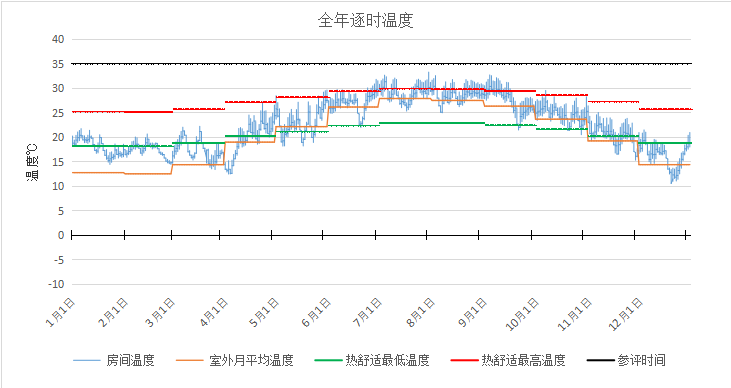 全年逐时温度
温度℃
40
35
30
25
20
15
10
5
0
-5
-10
1月1日
2月1日
3月1日
4月1日
5月1日
6月1日
7月1日
8月1日
9月1日
10月1日
11月1日
12月1日
房间温度
室外月平均温度
热舒适最低温度
热舒适最高温度
参评时间